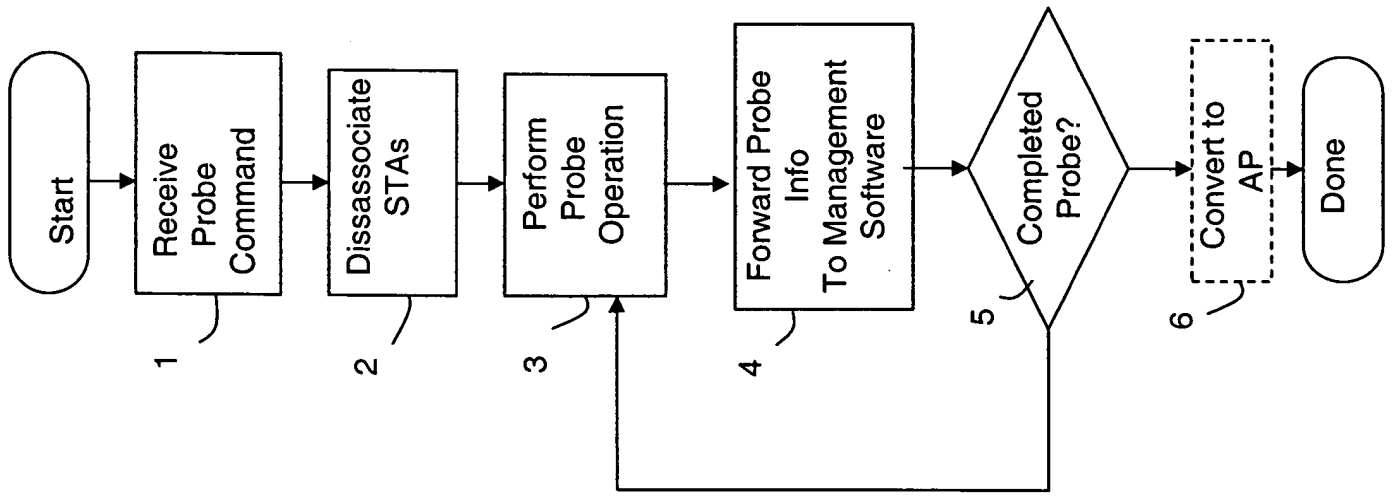 Start
Receive
Probe
Command
1
Dissassociate
STAs
2
Perform
Probe
Operation
3
Forward Probe
Info
To Management
Software
4
Completed
Probe?
5
Convert to
AP
6
Done